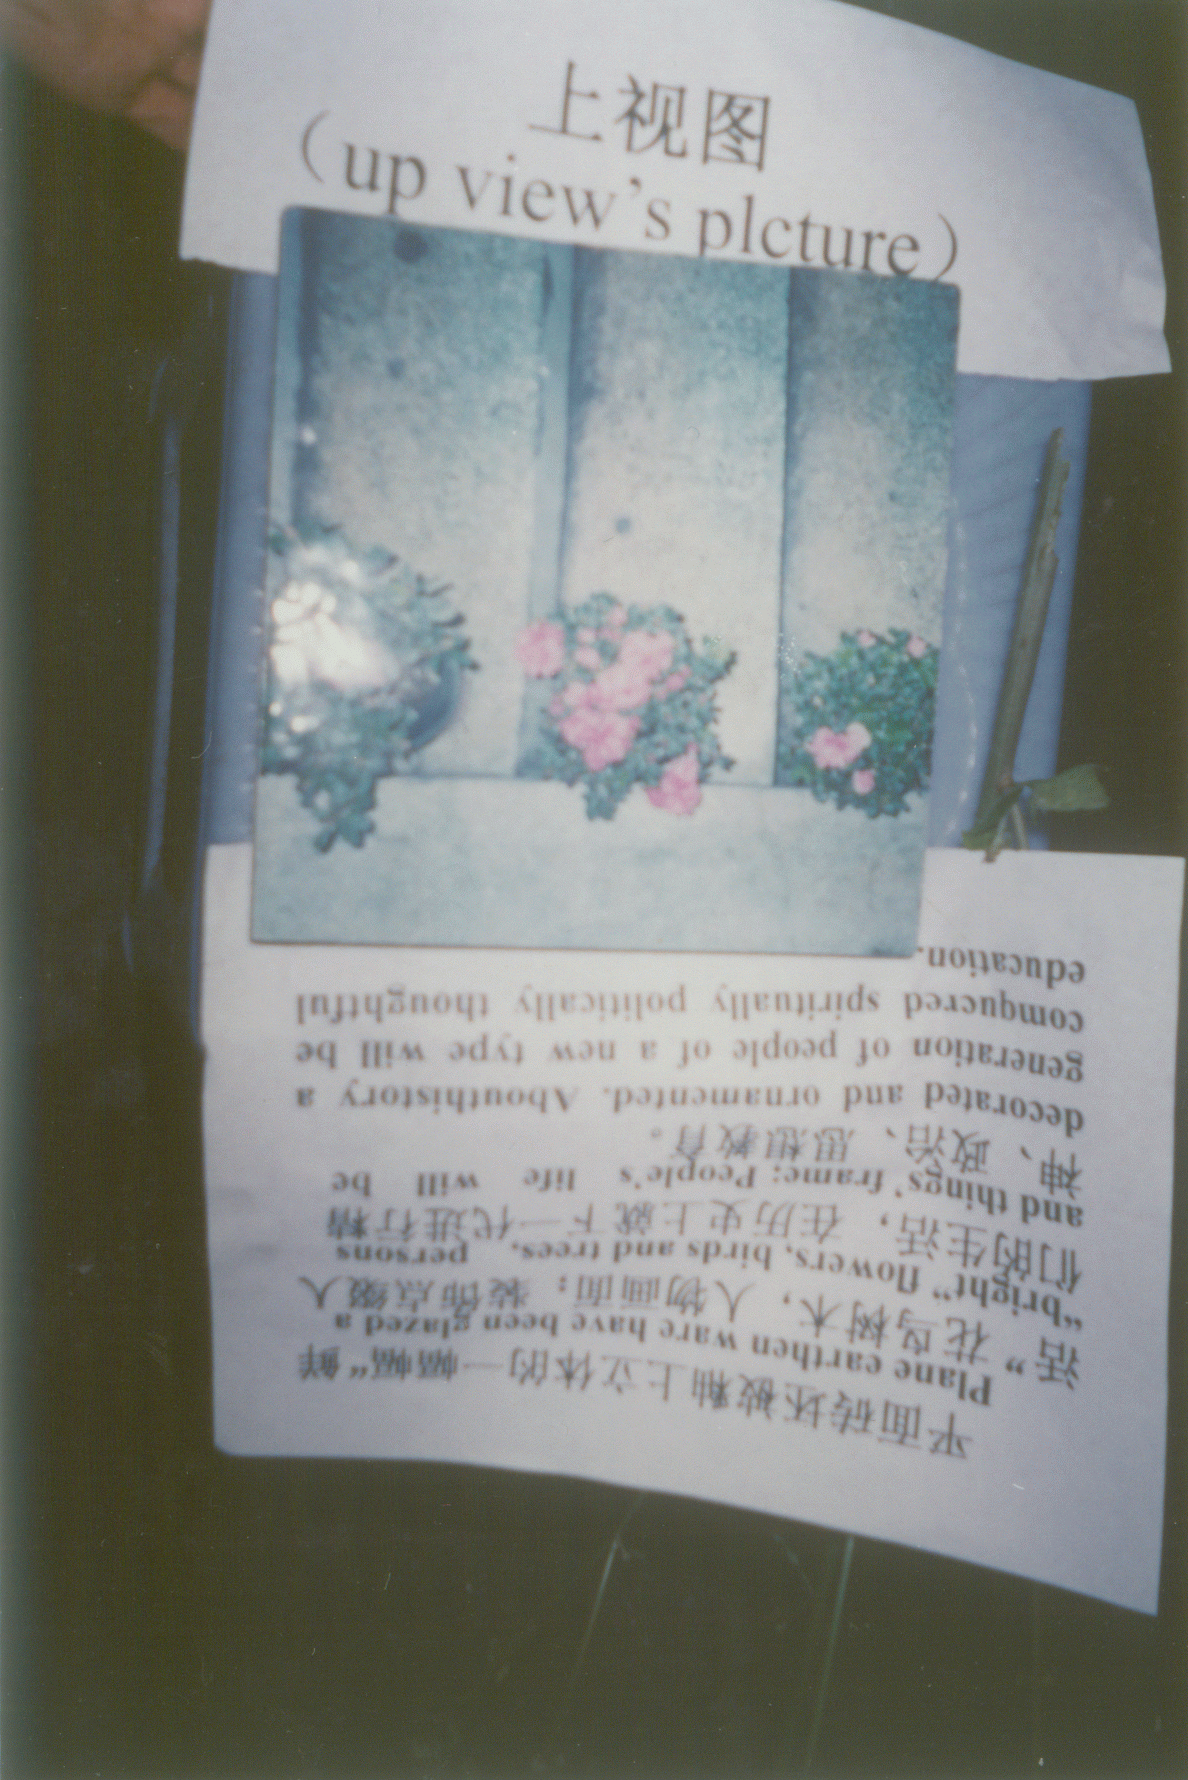 上视图
（up view’s plcture）
平面砖坯被釉上立体的一幅幅“鲜
Plane earthen ware have been glazed a
活”花鸟树木，人物画面；装饰点缀人
“bright” flowers, birds and trees, persons
们的生活，在历史上就下一代进行精
and things’ frame; People’s life will be
神、政治、思想教育。
decorated and ornamented. Abouthistory a
generation of people of a new type will be
conquered spiritually politically thoughtful
education.